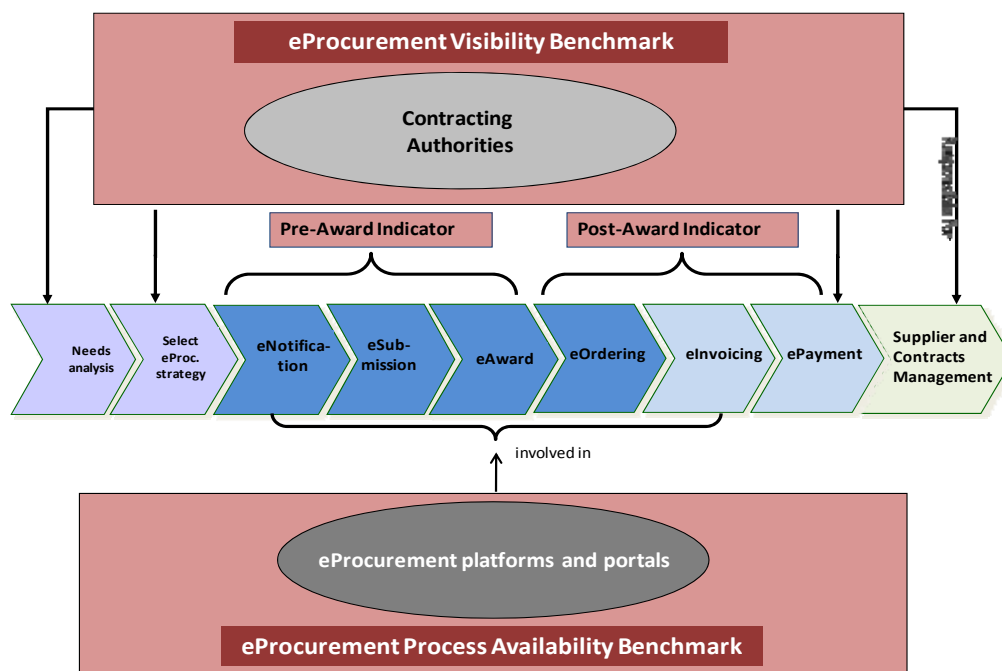 eProcurement Visibility Benchmark
Contracting
Authorities
Pre-Award Indicator
Post-Award Indicator
Needs
analysis
Select
eProc.
strategy
eNotifica-
tion
eSub-
mission
eAward
eOrdering
eInvoicing
ePayment
Supplier and
Contracts
Management
involved in
eProcurement platforms and portals
eProcurement Process Availability Benchmark